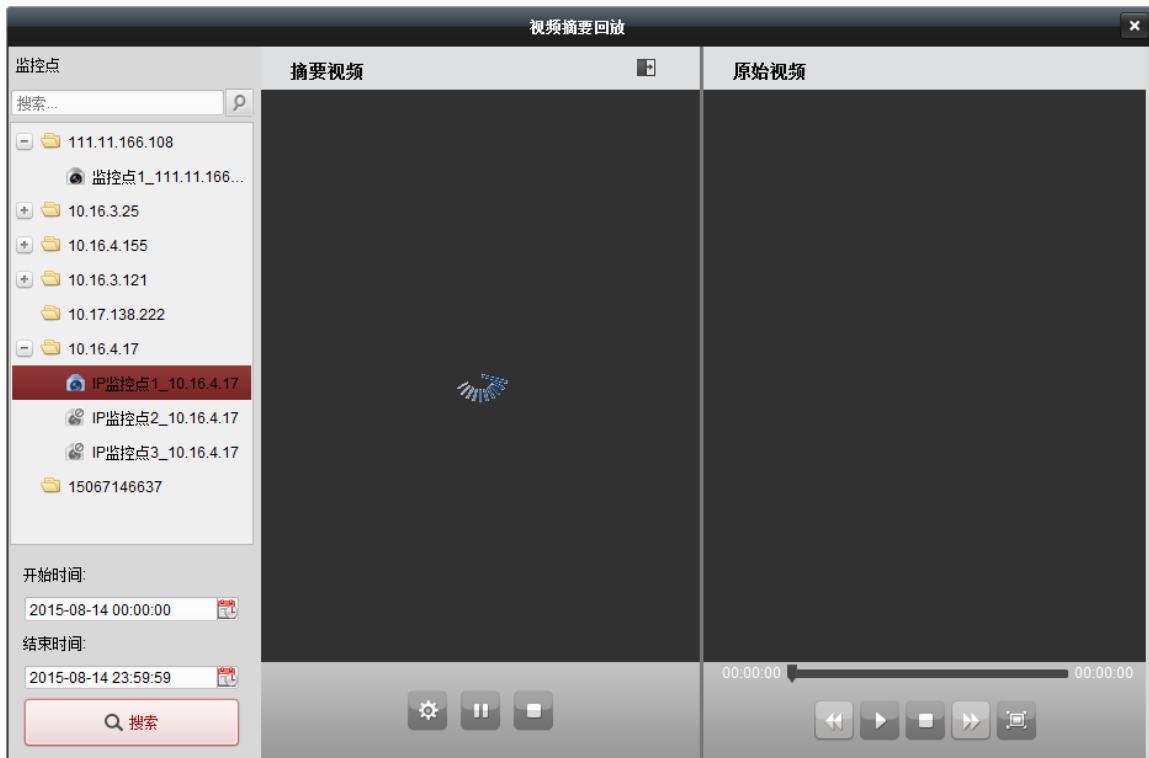 视频摘要回放
监控点
搜索...
111.11.166.108
监控点1_111.11.166...
10.16.3.25
10.16.4.155
10.16.3.121
10.17.138.222
10.16.4.17
IP监控点1_10.16.4.17
IP监控点2_10.16.4.17
IP监控点3_10.16.4.17
15067146637
开始时间:
2015-08-14 00:00:00
结束时间:
2015-08-14 23:59:59
搜索
摘要视频
原始视频
00:00:00 00:00:00